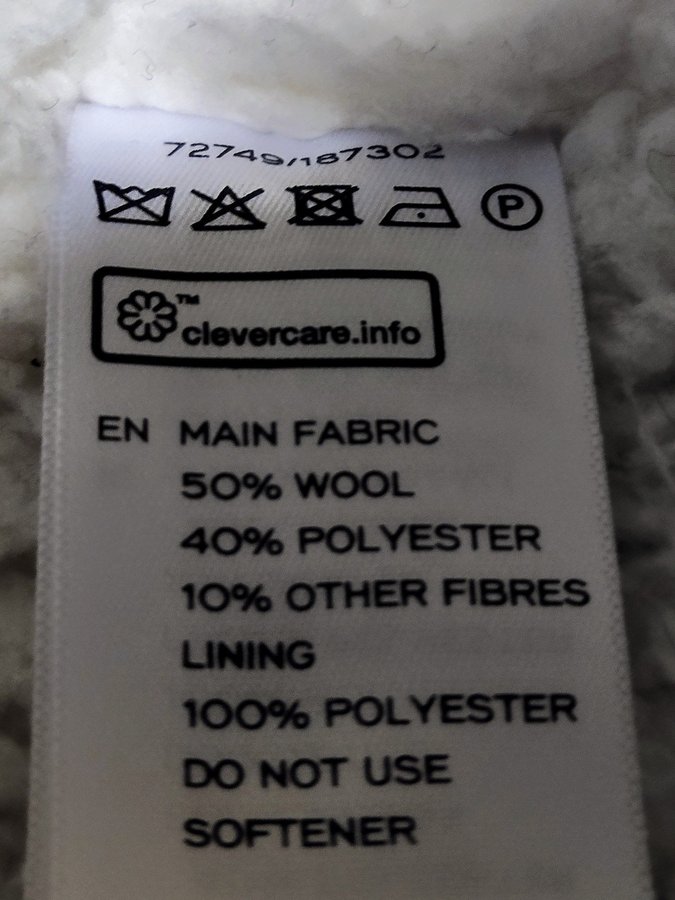 72749/187302
P
™
clevercare.info
EN MAIN FABRIC
50% WOOL
40% POLYESTER
10% OTHER FIBRES
LINING
100% POLYESTER
DO NOT USE
SOFTENER